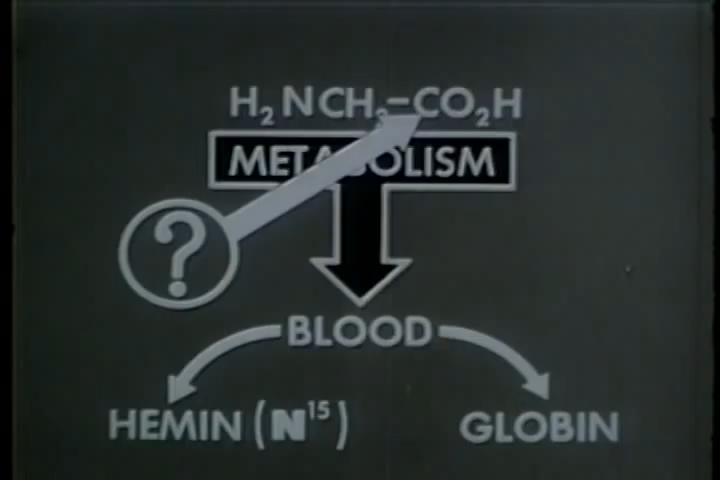 H₂NCH₂–CO₂H
METABOLISM
?
BLOOD
HEMIN (N¹⁵) GLOBIN